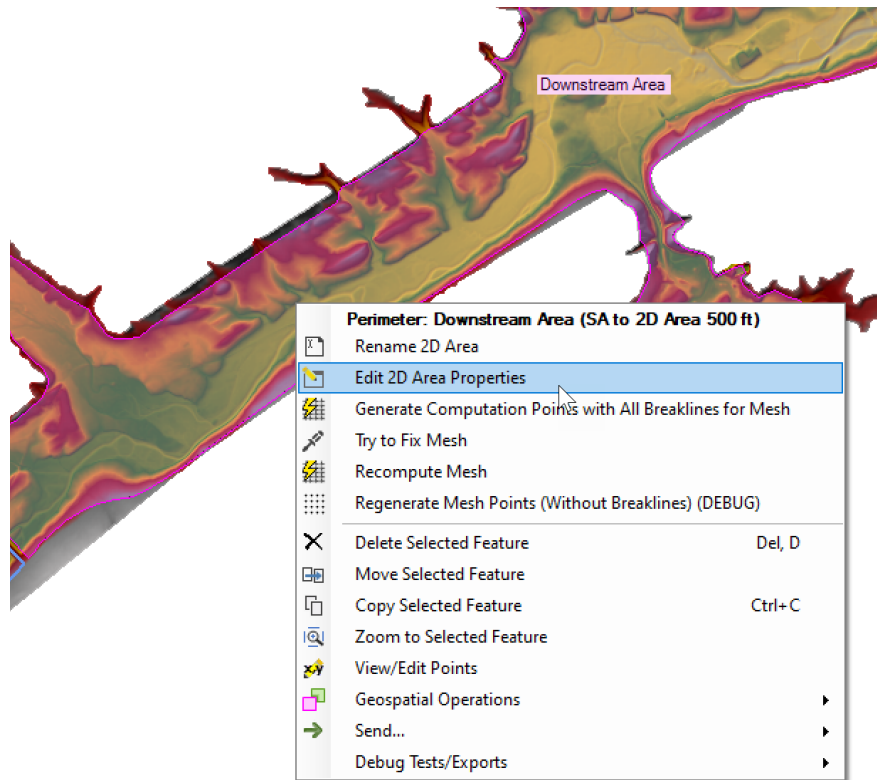 Downstream Area
Perimeter: Downstream Area (SA to 2D Area 500 ft)
Rename 2D Area
Edit 2D Area Properties
Generate Computation Points with All Breaklines for Mesh
Try to Fix Mesh
Recompute Mesh
Regenerate Mesh Points (Without Breaklines) (DEBUG)
Delete Selected Feature Del, D
Move Selected Feature
Copy Selected Feature Ctrl+C
Zoom to Selected Feature
View/Edit Points
Geospatial Operations
Send...
Debug Tests/Exports